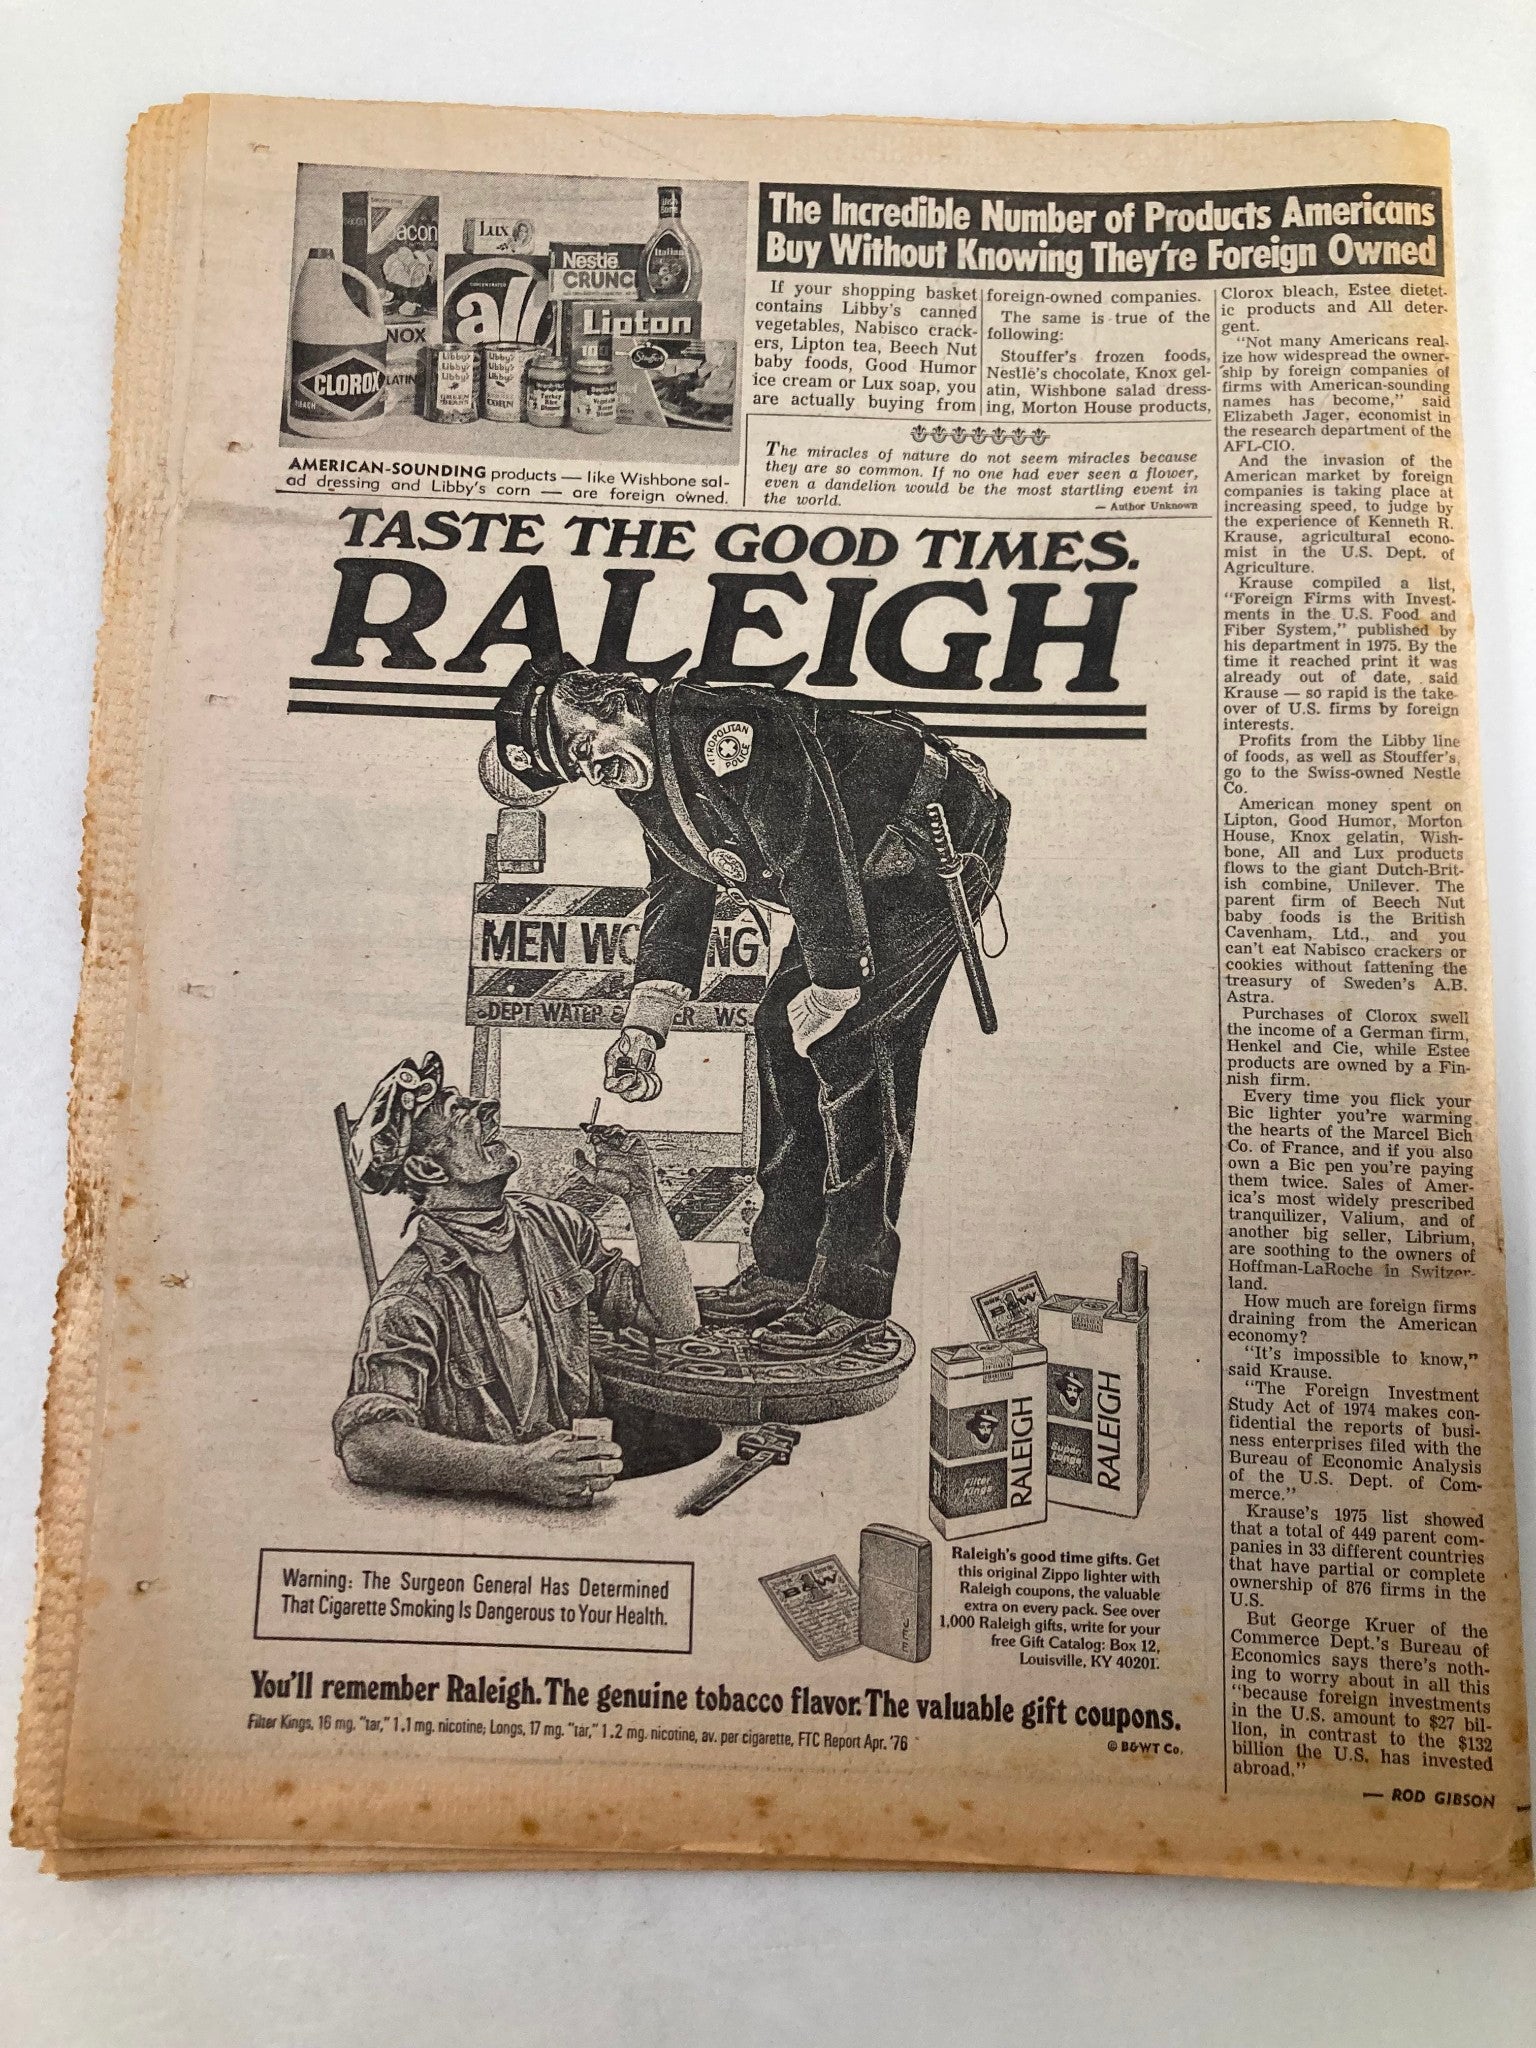 The Incredible Number of Products Americans
Buy Without Knowing They're Foreign Owned
acon
Lux
Nestlé
CRUNC
Italian
CONCENTRATED
all
Lipton
Stouffer's
NOX
LATIN
CLOROX
Libby's
Libby's
Libby's
GREEN
BEANS
Libby's
Libby's
Libby's
CORN
AMERICAN-SOUNDING products — like Wishbone sal-
ad dressing and Libby's corn — are foreign owned.
If your shopping basket
contains Libby's canned
vegetables, Nabisco crack-
ers, Lipton tea, Beech Nut
baby foods, Good Humor
ice cream or Lux soap, you
are actually buying from
foreign-owned companies.
The same is true of the
following:
Stouffer's frozen foods,
Nestle's chocolate, Knox gel-
atin, Wishbone salad dress-
ing, Morton House products,
Clorox bleach, Estee dietet-
ic products and All deter-
gent.
"Not many Americans real-
ize how widespread the owner-
ship by foreign companies of
firms with American-sounding
names has become," said
Elizabeth Jager, economist in
the research department of the
AFL-CIO.
And the invasion of the
American market by foreign
companies is taking place at
increasing speed, to judge by
the experience of Kenneth R.
Krause, agricultural econo-
mist in the U.S. Dept. of
Agriculture.
Krause compiled a list,
"Foreign Firms with Invest-
ments in the U.S. Food and
Fiber System," published by
his department in 1975. By the
time it reached print it was
already out of date, said
Krause — so rapid is the take-
over of U.S. firms by foreign
interests.
Profits from the Libby line
of foods, as well as Stouffer's,
go to the Swiss-owned Nestle
Co.
American money spent on
Lipton, Good Humor, Morton
House, Knox gelatin, Wish-
bone, All and Lux products
flows to the giant Dutch-Brit-
ish combine, Unilever. The
parent firm of Beech Nut
baby foods is the British
Cavenham, Ltd., and you
can't eat Nabisco crackers or
cookies without fattening the
treasury of Sweden's A.B.
Astra.
Purchases of Clorox swell
the income of a German firm,
Henkel and Cie, while Estee
products are owned by a Fin-
nish firm.
Every time you flick your
Bic lighter you're warming
the hearts of the Marcel Bich
Co. of France, and if you also
own a Bic pen you're paying
them twice. Sales of Amer-
ica's most widely prescribed
tranquilizer, Valium, and of
another big seller, Librium,
are soothing to the owners of
Hoffman-LaRoche in Switzer-
land.
How much are foreign firms
draining from the American
economy?
"It's impossible to know,"
said Krause.
"The Foreign Investment
Study Act of 1974 makes con-
fidential the reports of busi-
ness enterprises filed with the
Bureau of Economic Analysis
of the U.S. Dept. of Com-
merce."
Krause's 1975 list showed
that a total of 449 parent com-
panies in 33 different countries
that have partial or complete
ownership of 876 firms in the
U.S.
But George Kruer of the
Commerce Dept.'s Bureau of
Economics says there's noth-
ing to worry about in all this
"because foreign investments
in the U.S. amount to $27 bil-
lion, in contrast to the $132
billion the U.S. has invested
abroad."
— ROD GIBSON
The miracles of nature do not seem miracles because
they are so common. If no one had ever seen a flower,
even a dandelion would be the most startling event in
the world.
— Author Unknown
TASTE THE GOOD TIMES.
RALEIGH
METROPOLITAN
POLICE
MEN WO NG
DEPT WATER & ER WS.
B&W
RALEIGH
Filter
Kings
RALEIGH
B&W
Raleigh's good time gifts. Get
this original Zippo lighter with
Raleigh coupons, the valuable
extra on every pack. See over
1,000 Raleigh gifts, write for your
free Gift Catalog: Box 12,
Louisville, KY 40201.
Warning: The Surgeon General Has Determined
That Cigarette Smoking Is Dangerous to Your Health.
You'll remember Raleigh. The genuine tobacco flavor. The valuable gift coupons.
Filter Kings, 16 mg. "tar," 1.1 mg. nicotine; Longs, 17 mg. "tar," 1.2 mg. nicotine, av. per cigarette, FTC Report Apr. '76
© B&WT Co.